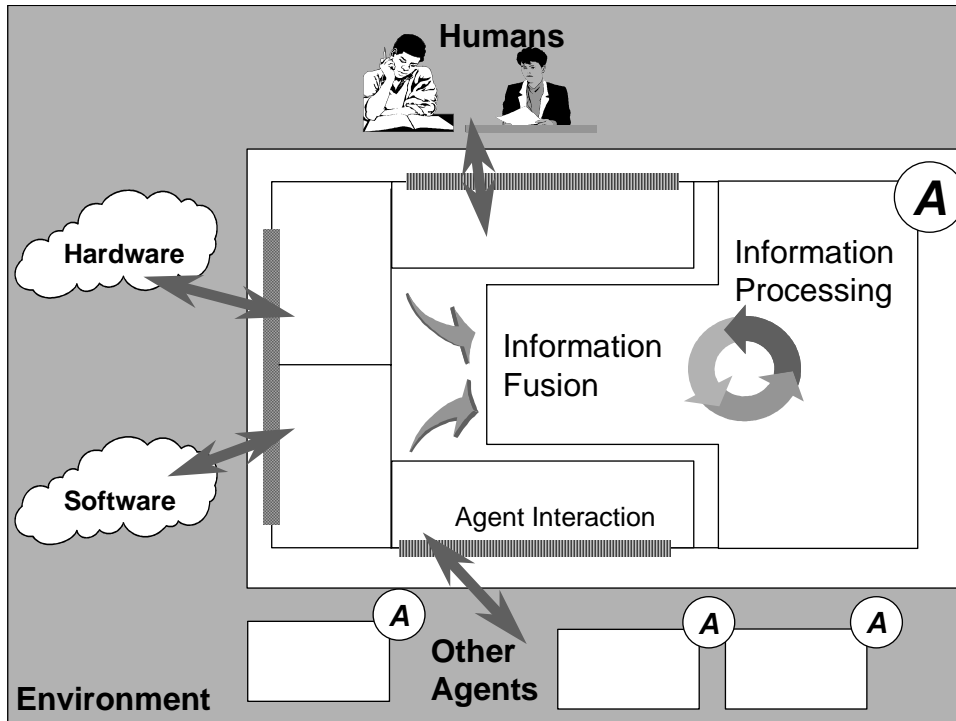 Humans
A
Hardware
Information
Processing
Information
Fusion
Software
Agent Interaction
A
Other
Agents
A
A
Environment